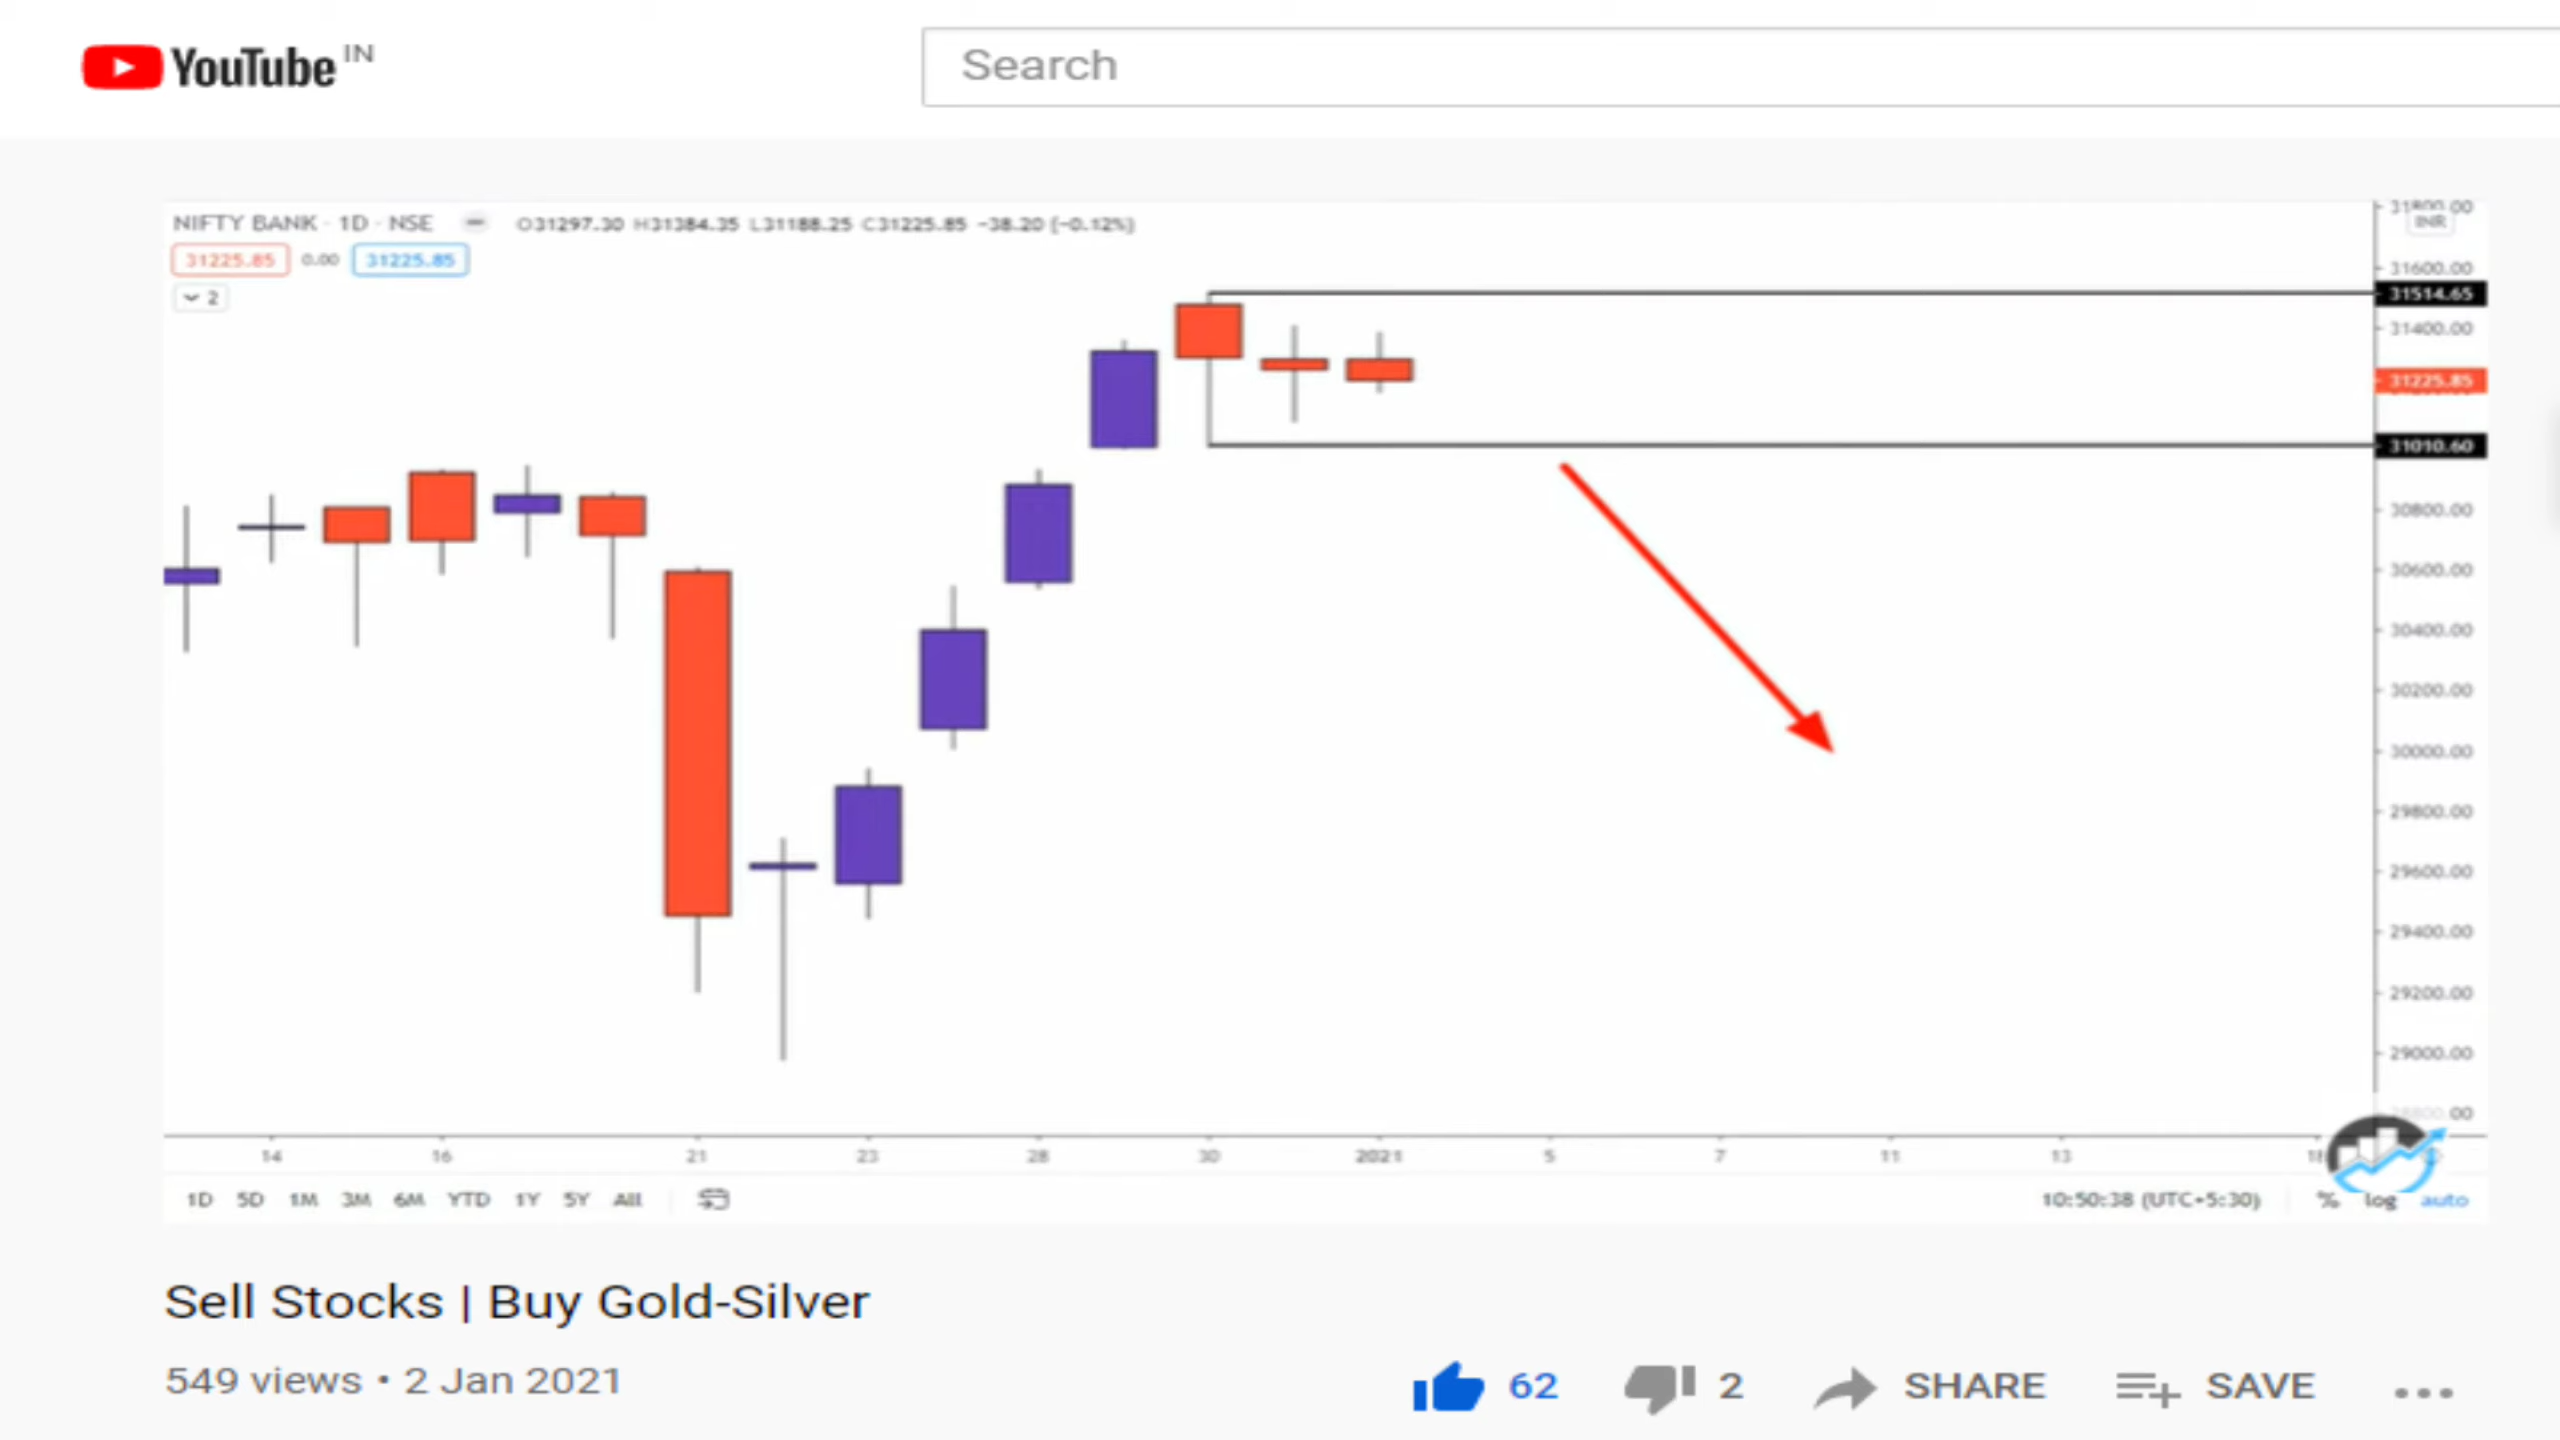 YouTube IN
Search
NIFTY BANK · 1D · NSE O31297.30 H31384.35 L31188.25 C31225.85 −38.20 (−0.12%)
31225.85 0.00 31225.85
2
31800.00
INR
31600.00
31514.65
31400.00
31225.85
31010.60
30800.00
30600.00
30400.00
30200.00
30000.00
29800.00
29600.00
29400.00
29200.00
29000.00
14 16 21 23 28 30 2021 5 7 11 13
1D 5D 1M 3M 6M YTD 1Y 5Y All 10:50:38 (UTC+5:30) % log auto
Sell Stocks | Buy Gold-Silver
549 views • 2 Jan 2021 62 2 SHARE SAVE